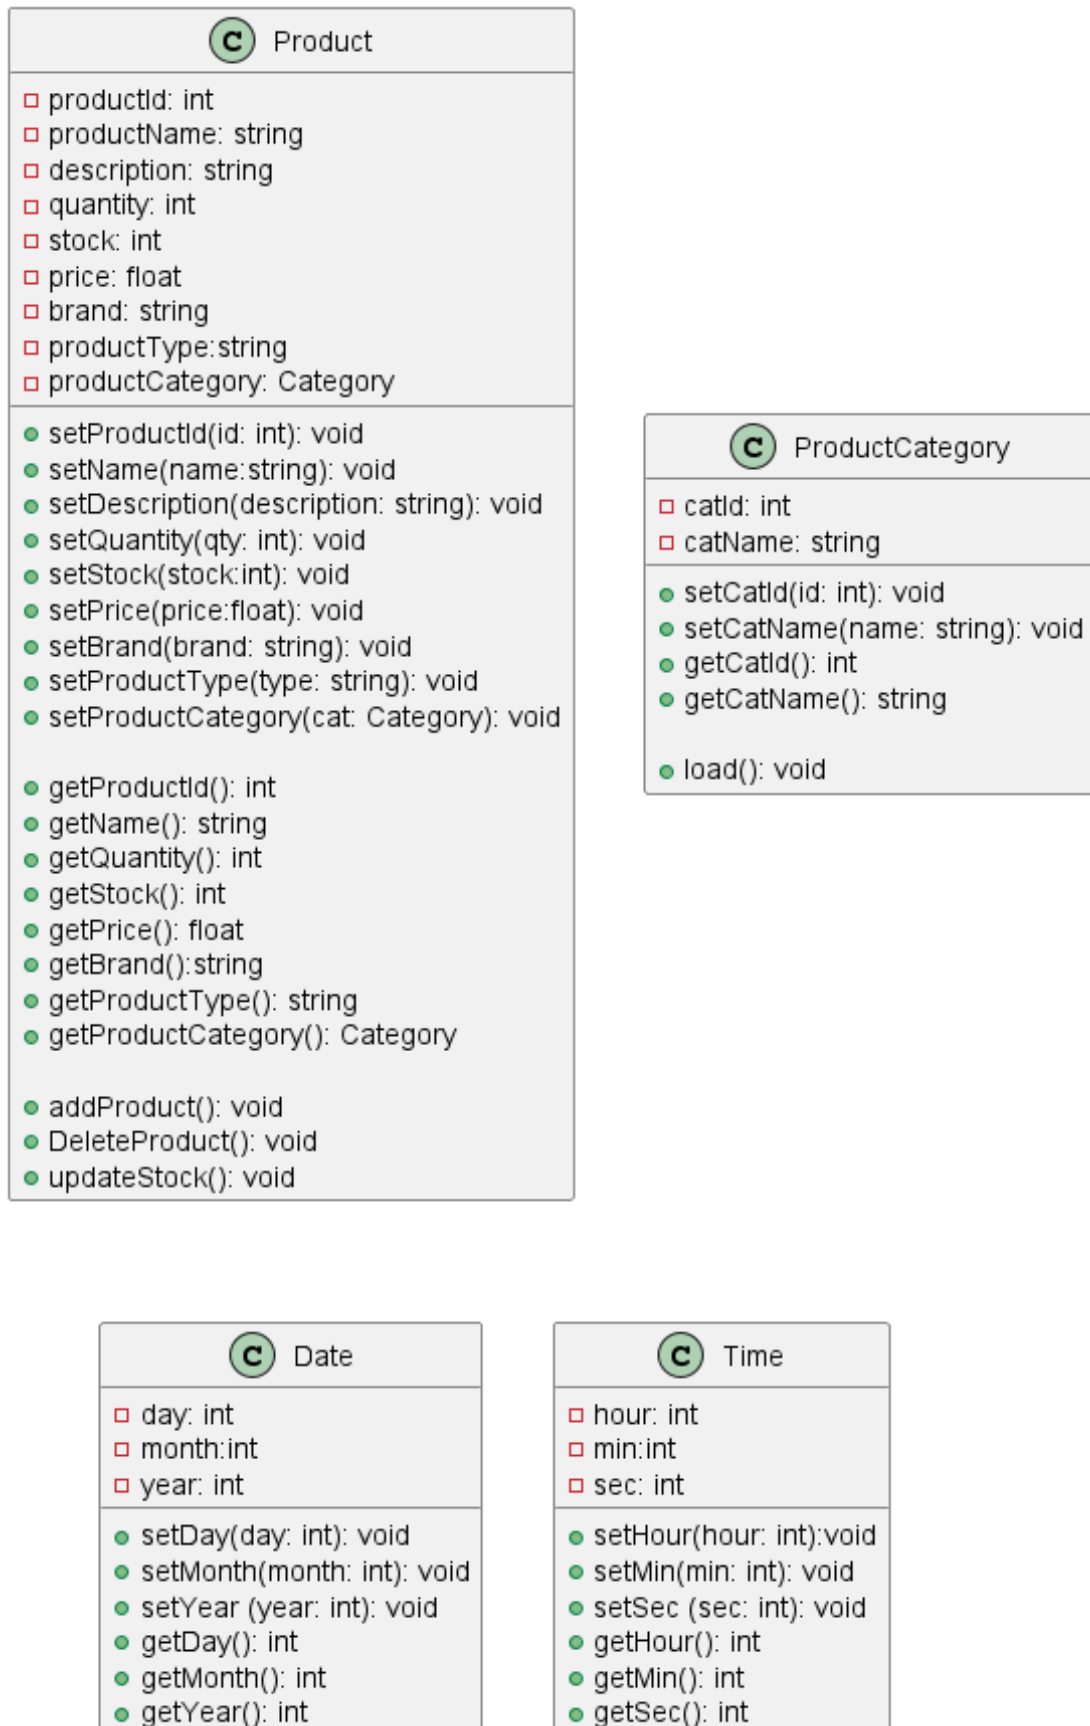 C Product
productId: int
productName: string
description: string
quantity: int
stock: int
price: float
brand: string
productType:string
productCategory: Category
setProductId(id: int): void
setName(name:string): void
setDescription(description: string): void
setQuantity(qty: int): void
setStock(stock:int): void
setPrice(price:float): void
setBrand(brand: string): void
setProductType(type: string): void
setProductCategory(cat: Category): void
getProductId(): int
getName(): string
getQuantity(): int
getStock(): int
getPrice(): float
getBrand():string
getProductType(): string
getProductCategory(): Category
addProduct(): void
DeleteProduct(): void
updateStock(): void
C ProductCategory
catId: int
catName: string
setCatId(id: int): void
setCatName(name: string): void
getCatId(): int
getCatName(): string
load(): void
C Date
day: int
month:int
year: int
setDay(day: int): void
setMonth(month: int): void
setYear (year: int): void
getDay(): int
getMonth(): int
getYear(): int
C Time
hour: int
min:int
sec: int
setHour(hour: int):void
setMin(min: int): void
setSec (sec: int): void
getHour(): int
getMin(): int
getSec(): int